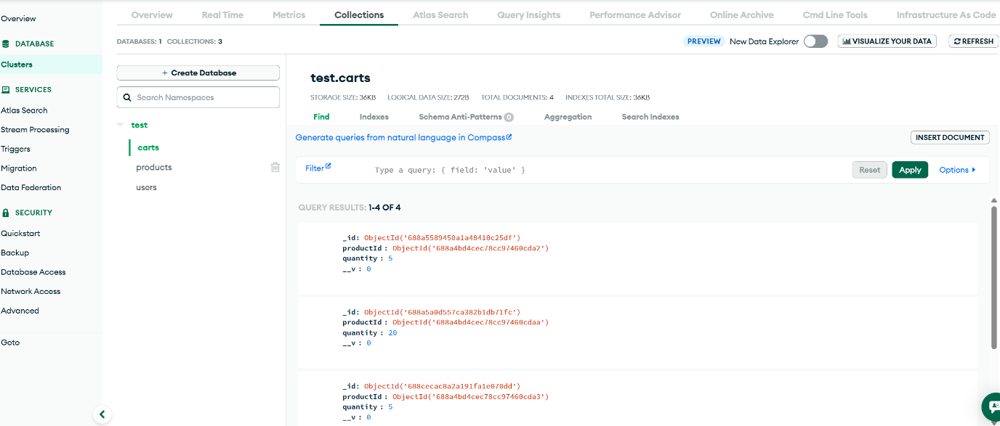 Overview
DATABASE
Clusters
SERVICES
Atlas Search
Stream Processing
Triggers
Migration
Data Federation
SECURITY
Quickstart
Backup
Database Access
Network Access
Advanced
Goto
Overview Real Time Metrics Collections Atlas Search Query Insights Performance Advisor Online Archive Cmd Line Tools Infrastructure As Code
DATABASES: 1 COLLECTIONS: 3
PREVIEW New Data Explorer VISUALIZE YOUR DATA REFRESH
+ Create Database
Search Namespaces
test
carts
products
users
test.carts
STORAGE SIZE: 36KB LOGICAL DATA SIZE: 272B TOTAL DOCUMENTS: 4 INDEXES TOTAL SIZE: 36KB
Find Indexes Schema Anti-Patterns 0 Aggregation Search Indexes
Generate queries from natural language in Compass
INSERT DOCUMENT
Filter Type a query: { field: 'value' } Reset Apply Options
QUERY RESULTS: 1-4 OF 4
_id: ObjectId('688a5589450a1a48410c25df')
productId: ObjectId('688a4bd4cec78cc97460cda2')
quantity: 5
__v: 0
_id: ObjectId('688a5a0d557ca382b1db71fc')
productId: ObjectId('688a4bd4cec78cc97460cdaa')
quantity: 20
__v: 0
_id: ObjectId('688cecac8a2a191fa1e070dd')
productId: ObjectId('688a4bd4cec78cc97460cda3')
quantity: 5
__v: 0